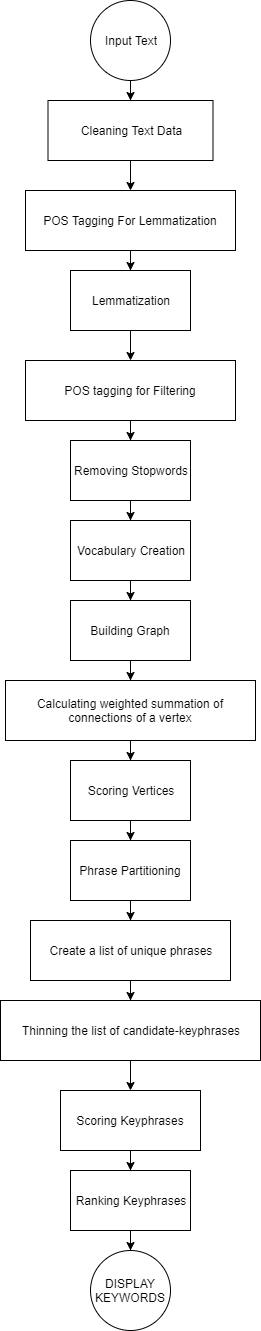 Input Text
Cleaning Text Data
POS Tagging For Lemmatization
Lemmatization
POS tagging for Filtering
Removing Stopwords
Vocabulary Creation
Building Graph
Calculating weighted summation of
connections of a vertex
Scoring Vertices
Phrase Partitioning
Create a list of unique phrases
Thinning the list of candidate-keyphrases
Scoring Keyphrases
Ranking Keyphrases
DISPLAY
KEYWORDS